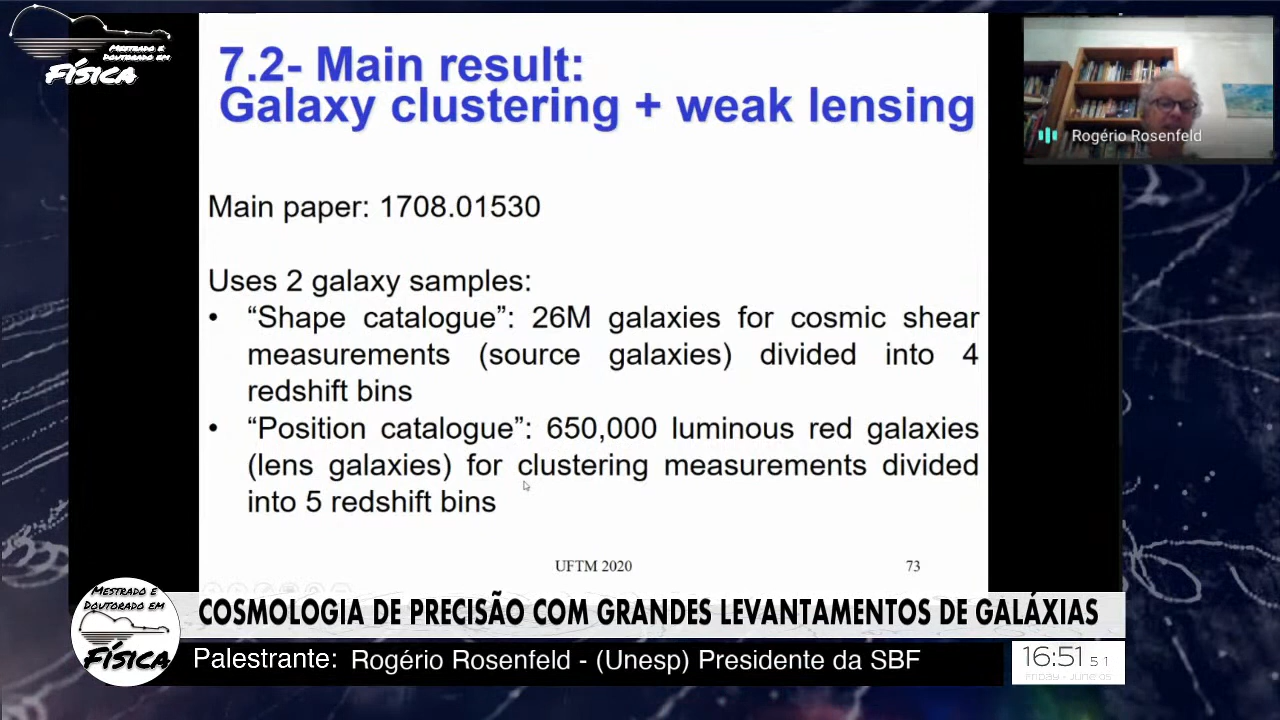 MESTRADO E
DOUTORADO EM
FÍSICA
7.2- Main result:
Galaxy clustering + weak lensing
Rogério Rosenfeld
Main paper: 1708.01530
Uses 2 galaxy samples:
• “Shape catalogue”: 26M galaxies for cosmic shear
measurements (source galaxies) divided into 4
redshift bins
• “Position catalogue”: 650,000 luminous red galaxies
(lens galaxies) for clustering measurements divided
into 5 redshift bins
UFTM 2020
73
MESTRADO E
DOUTORADO EM
FÍSICA
COSMOLOGIA DE PRECISÃO COM GRANDES LEVANTAMENTOS DE GALÁXIAS
Palestrante: Rogério Rosenfeld - (Unesp) Presidente da SBF
16:51 51
FRIDAY - JUNE 05